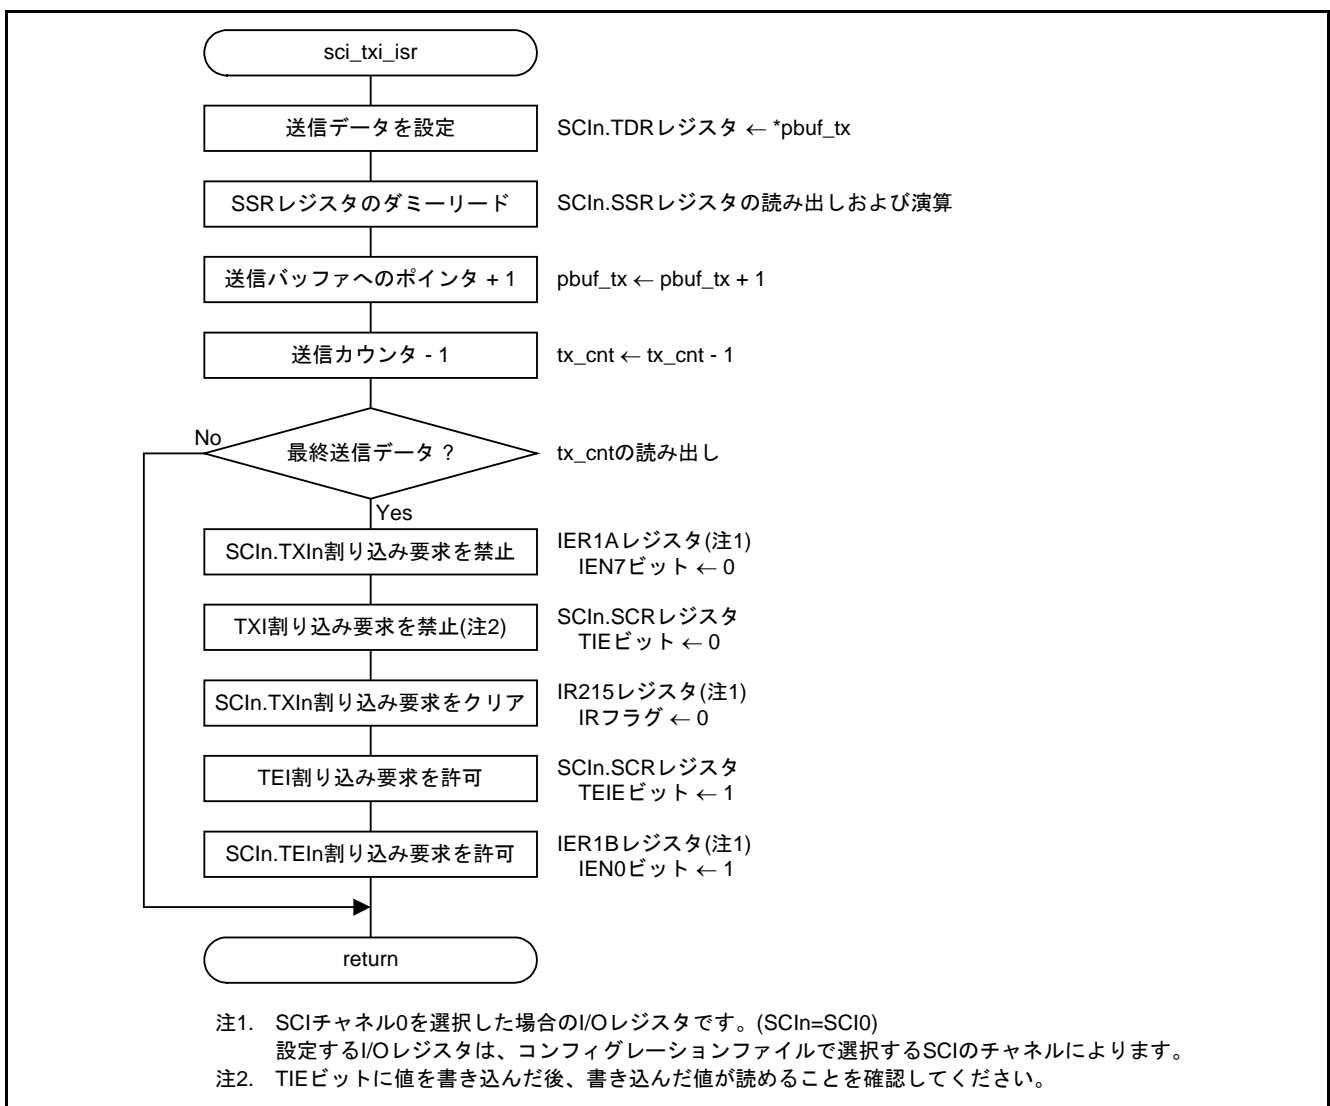 sci_txi_isr
送信データを設定
SCIn.TDRレジスタ ← *pbuf_tx
SSRレジスタのダミーリード
SCIn.SSRレジスタの読み出しおよび演算
送信バッファへのポインタ + 1
pbuf_tx ← pbuf_tx + 1
送信カウンタ - 1
tx_cnt ← tx_cnt - 1
No
最終送信データ ?
tx_cntの読み出し
Yes
SCIn.TXIn割り込み要求を禁止
IER1Aレジスタ(注1)
IEN7ビット ← 0
TXI割り込み要求を禁止(注2)
SCIn.SCRレジスタ
TIEビット ← 0
SCIn.TXIn割り込み要求をクリア
IR215レジスタ(注1)
IRフラグ ← 0
TEI割り込み要求を許可
SCIn.SCRレジスタ
TEIEビット ← 1
SCIn.TEIn割り込み要求を許可
IER1Bレジスタ(注1)
IEN0ビット ← 1
return
注1. SCIチャネル0を選択した場合のI/Oレジスタです。(SCIn=SCI0)
設定するI/Oレジスタは、コンフィグレーションファイルで選択するSCIのチャネルによります。
注2. TIEビットに値を書き込んだ後、書き込んだ値が読めることを確認してください。